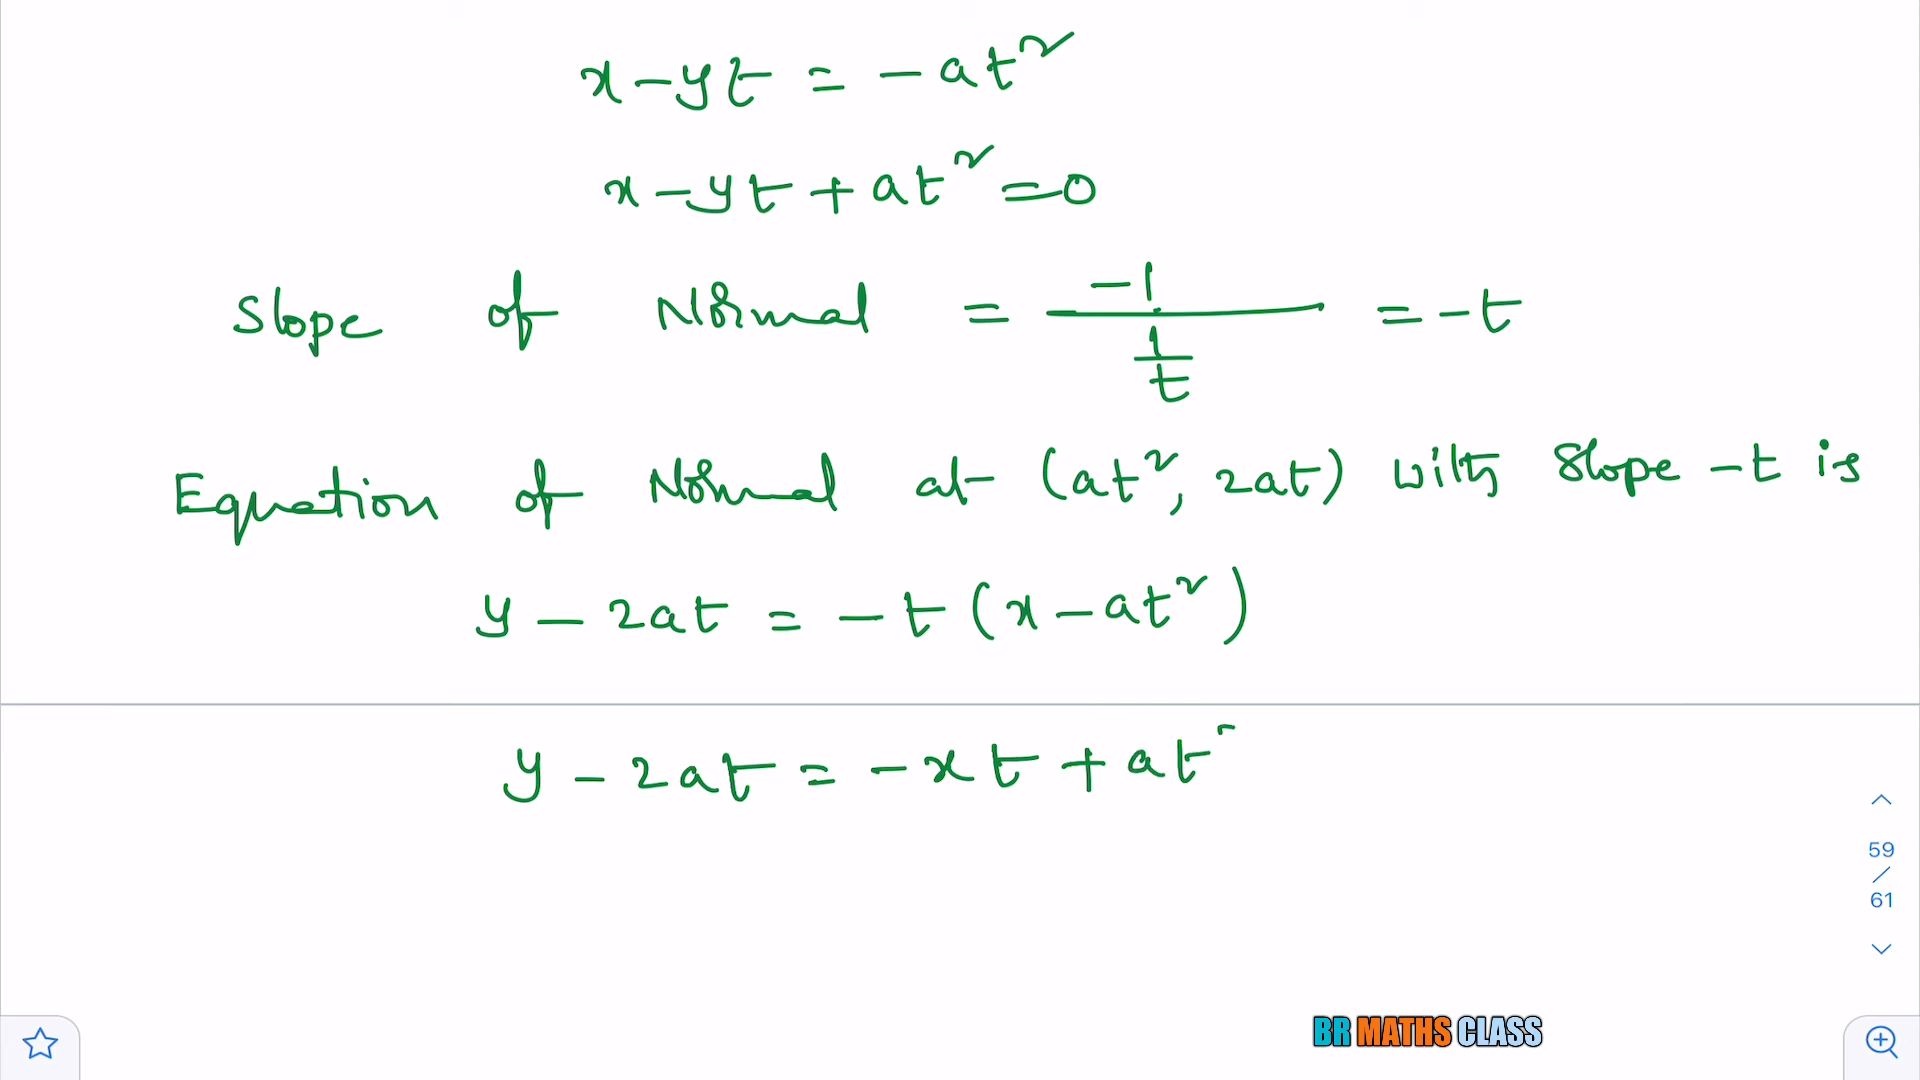 x - yt = - at²
x - yt + at² = 0
Slope of Normal = -1 / (1/t) = -t
Equation of Normal at (at², 2at) with slope -t is
y - 2at = -t (x - at²)
y - 2at = -xt + at
59
/
61
BR MATHS CLASS